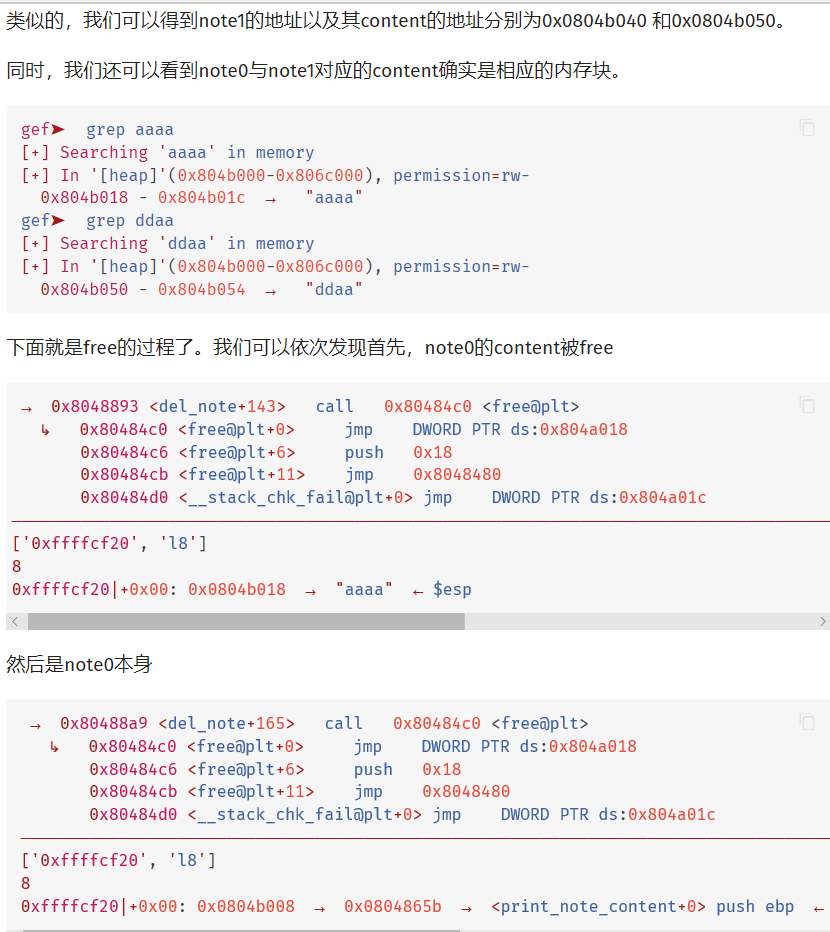 类似的，我们可以得到note1的地址以及其content的地址分别为0x0804b040 和0x0804b050。
同时，我们还可以看到note0与note1对应的content确实是相应的内存块。
gef➤  grep aaaa
[+] Searching 'aaaa' in memory
[+] In '[heap]'(0x804b000-0x806c000), permission=rw-
  0x804b018 - 0x804b01c  →   "aaaa"
gef➤  grep ddaa
[+] Searching 'ddaa' in memory
[+] In '[heap]'(0x804b000-0x806c000), permission=rw-
  0x804b050 - 0x804b054  →   "ddaa"
下面就是free的过程了。我们可以依次发现首先，note0的content被free
→  0x8048893 <del_note+143>   call   0x80484c0 <free@plt>
  ↳   0x80484c0 <free@plt+0>     jmp    DWORD PTR ds:0x804a018
      0x80484c6 <free@plt+6>     push   0x18
      0x80484cb <free@plt+11>    jmp    0x8048480
      0x80484d0 <__stack_chk_fail@plt+0> jmp    DWORD PTR ds:0x804a01c
['0xffffcf20', 'l8']
8
0xffffcf20|+0x00: 0x0804b018  →  "aaaa"  ← $esp
然后是note0本身
→  0x80488a9 <del_note+165>   call   0x80484c0 <free@plt>
  ↳   0x80484c0 <free@plt+0>     jmp    DWORD PTR ds:0x804a018
      0x80484c6 <free@plt+6>     push   0x18
      0x80484cb <free@plt+11>    jmp    0x8048480
      0x80484d0 <__stack_chk_fail@plt+0> jmp    DWORD PTR ds:0x804a01c
['0xffffcf20', 'l8']
8
0xffffcf20|+0x00: 0x0804b008  →  0x0804865b  →  <print_note_content+0> push ebp  ←